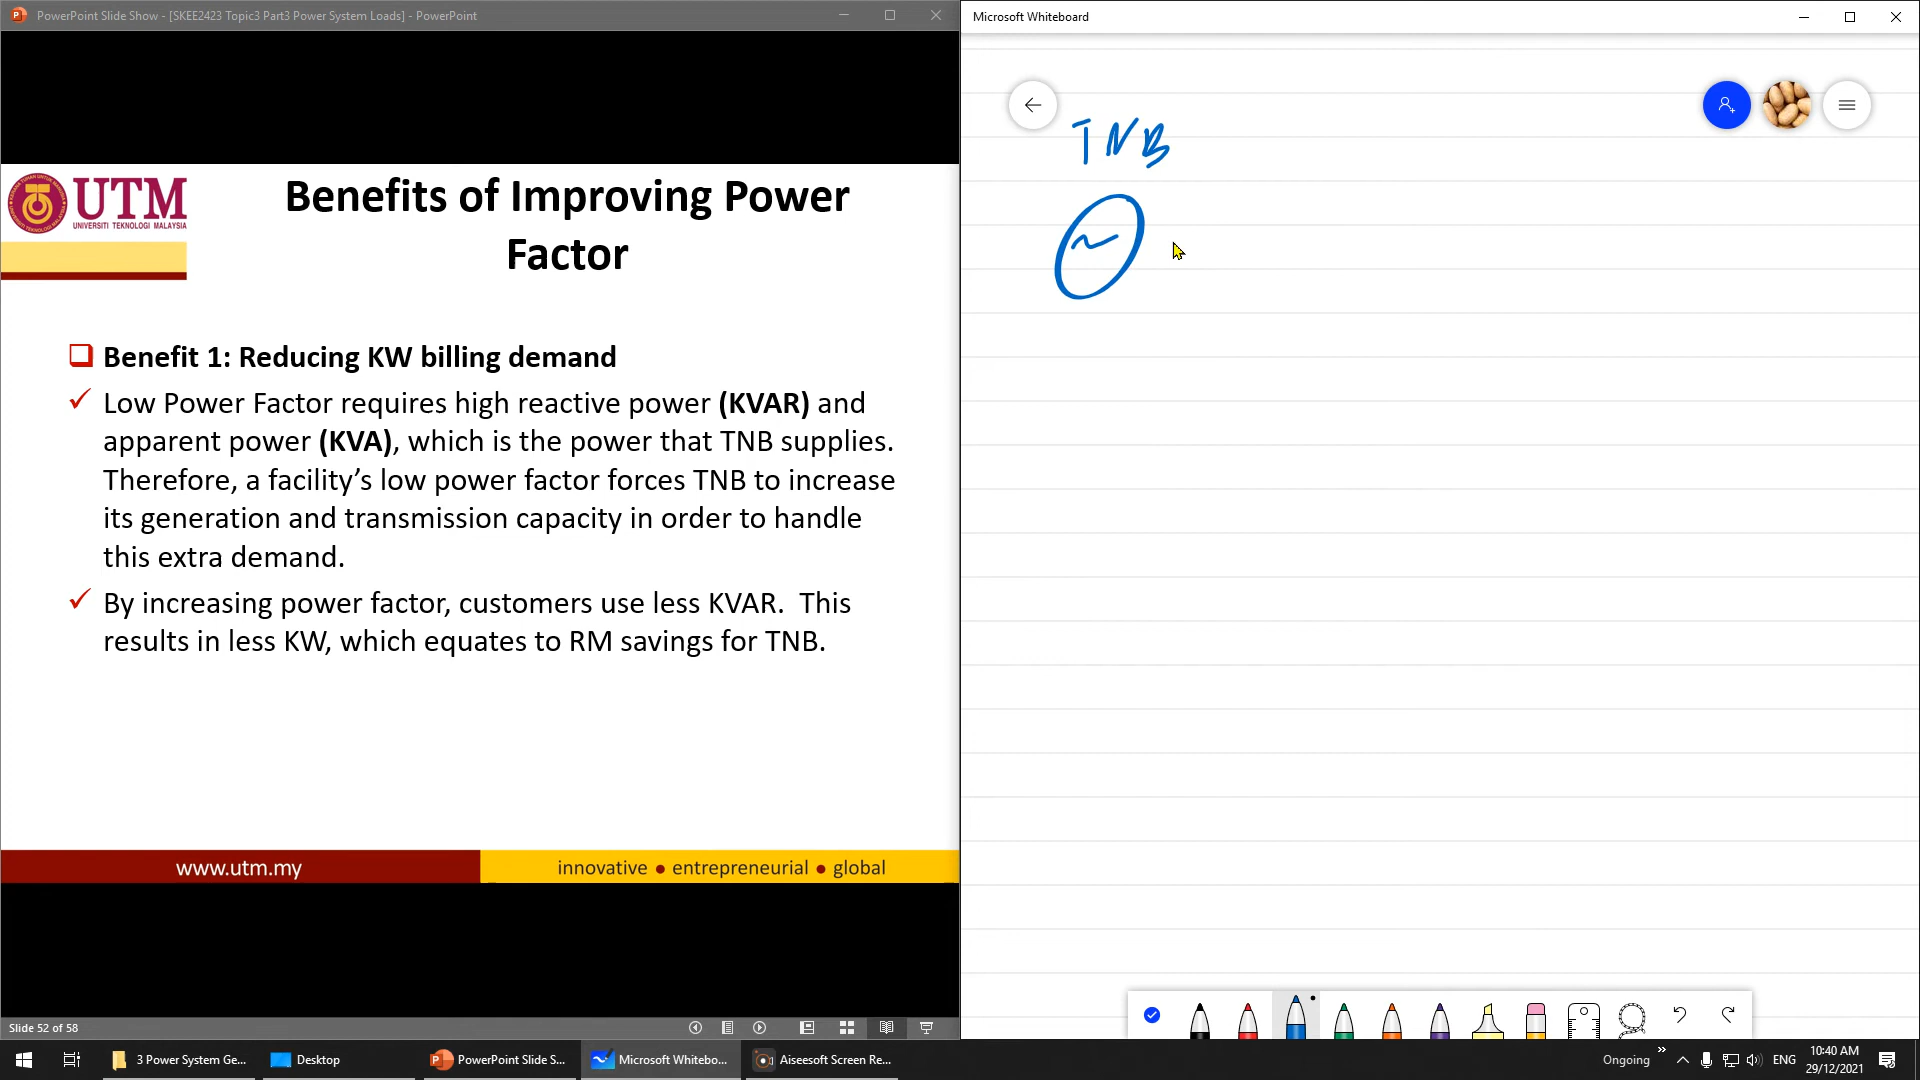 PowerPoint Slide Show - [SKEE2423 Topic3 Part3 Power System Loads] - PowerPoint
Microsoft Whiteboard
TNB
UTM
UNIVERSITI TEKNOLOGI MALAYSIA
Benefits of Improving Power
Factor
Benefit 1: Reducing KW billing demand
Low Power Factor requires high reactive power (KVAR) and
apparent power (KVA), which is the power that TNB supplies.
Therefore, a facility’s low power factor forces TNB to increase
its generation and transmission capacity in order to handle
this extra demand.
By increasing power factor, customers use less KVAR.  This
results in less KW, which equates to RM savings for TNB.
www.utm.my
innovative ● entrepreneurial ● global
Slide 52 of 58
3 Power System Ge...
Desktop
PowerPoint Slide S...
Microsoft Whitebo...
Aiseesoft Screen Re...
Ongoing
ENG
10:40 AM
29/12/2021